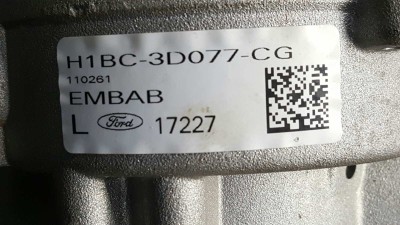 H1BC-3D077-CG
110261
EMBAB
L Ford 17227